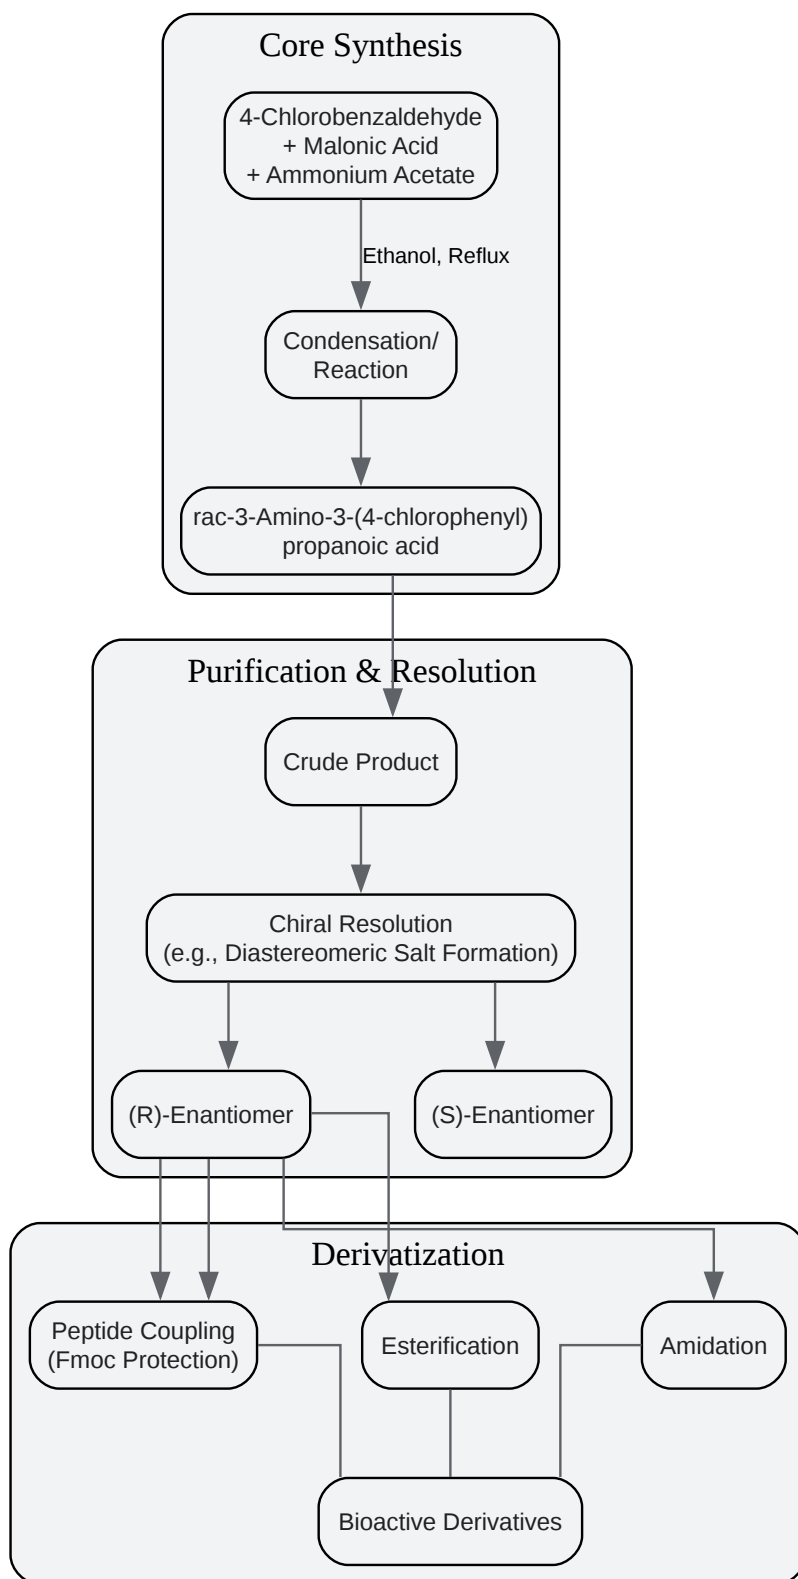 Core Synthesis
4-Chlorobenzaldehyde
+ Malonic Acid
+ Ammonium Acetate
Ethanol, Reflux
Condensation/
Reaction
rac-3-Amino-3-(4-chlorophenyl)
propanoic acid
Purification & Resolution
Crude Product
Chiral Resolution
(e.g., Diastereomeric Salt Formation)
(R)-Enantiomer
(S)-Enantiomer
Derivatization
Peptide Coupling
(Fmoc Protection)
Esterification
Amidation
Bioactive Derivatives